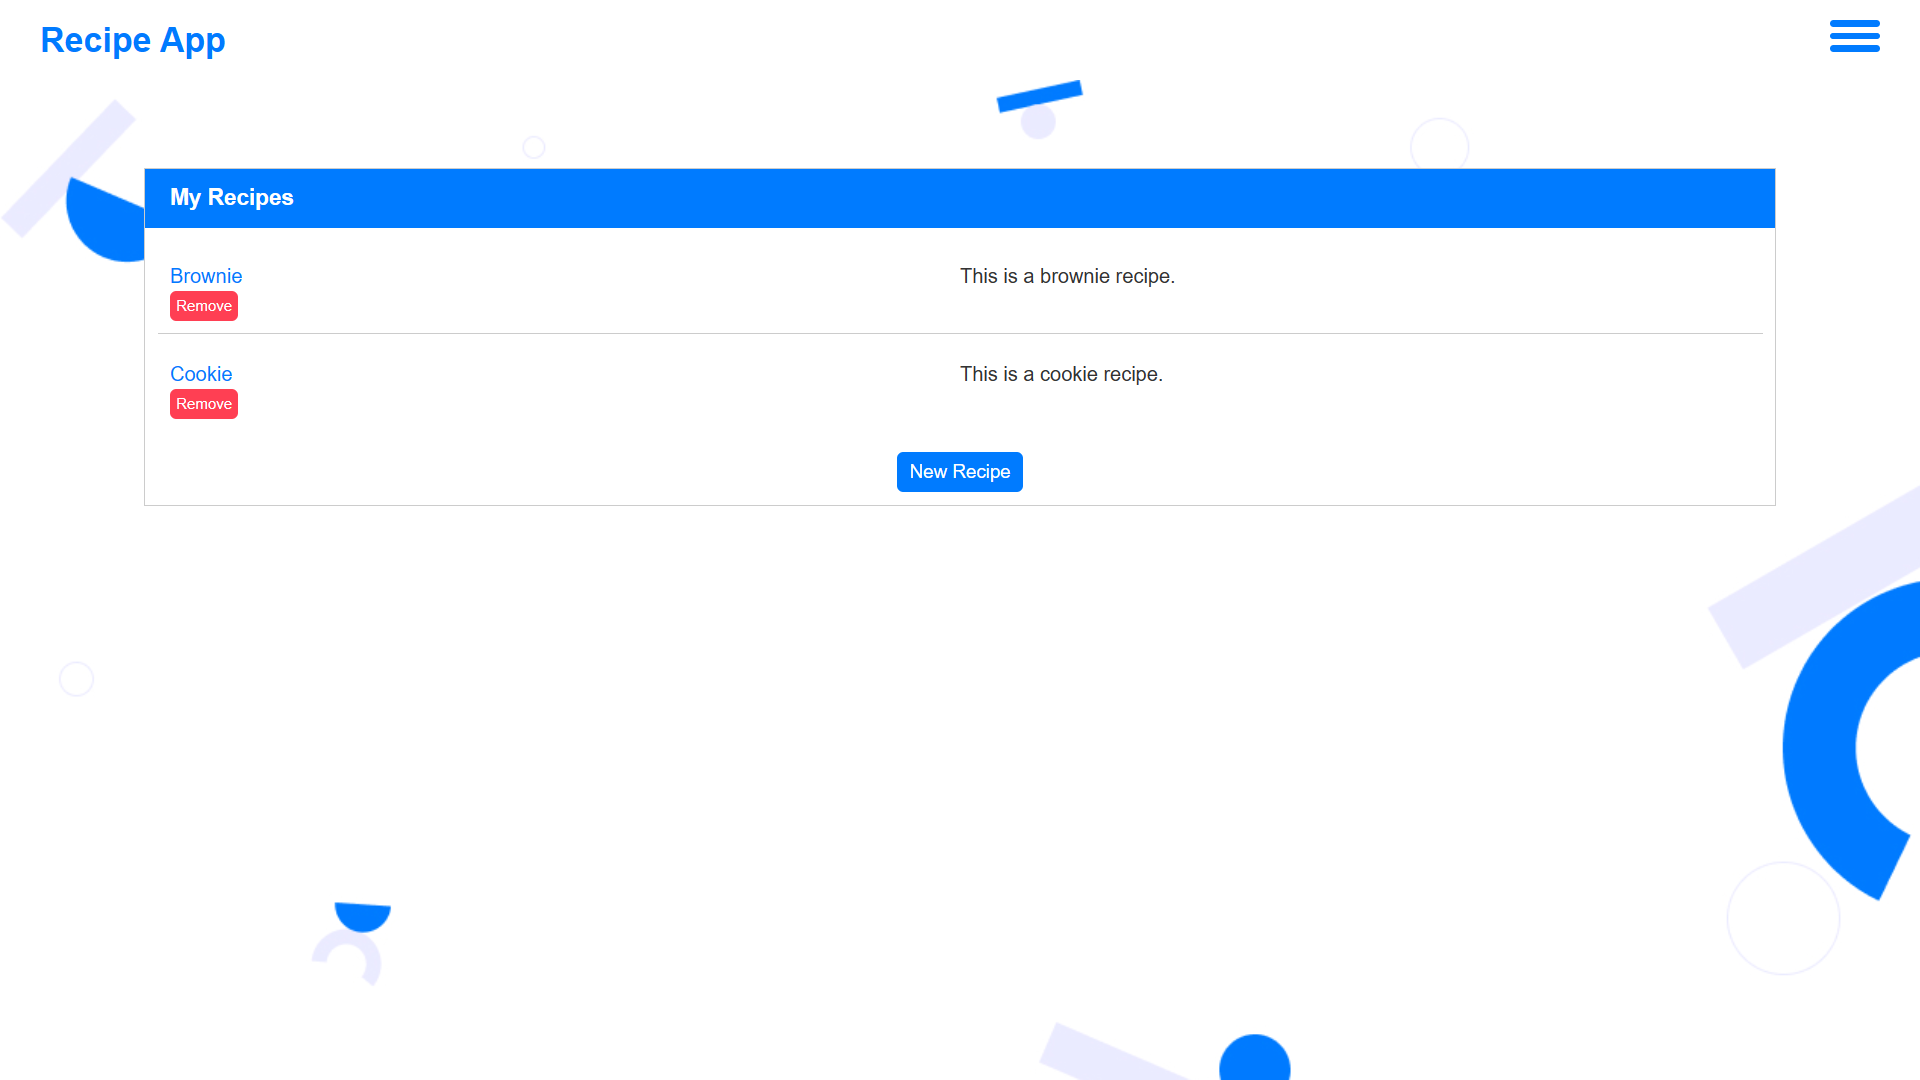 Recipe App
My Recipes
Brownie
This is a brownie recipe.
Remove
Cookie
This is a cookie recipe.
Remove
New Recipe